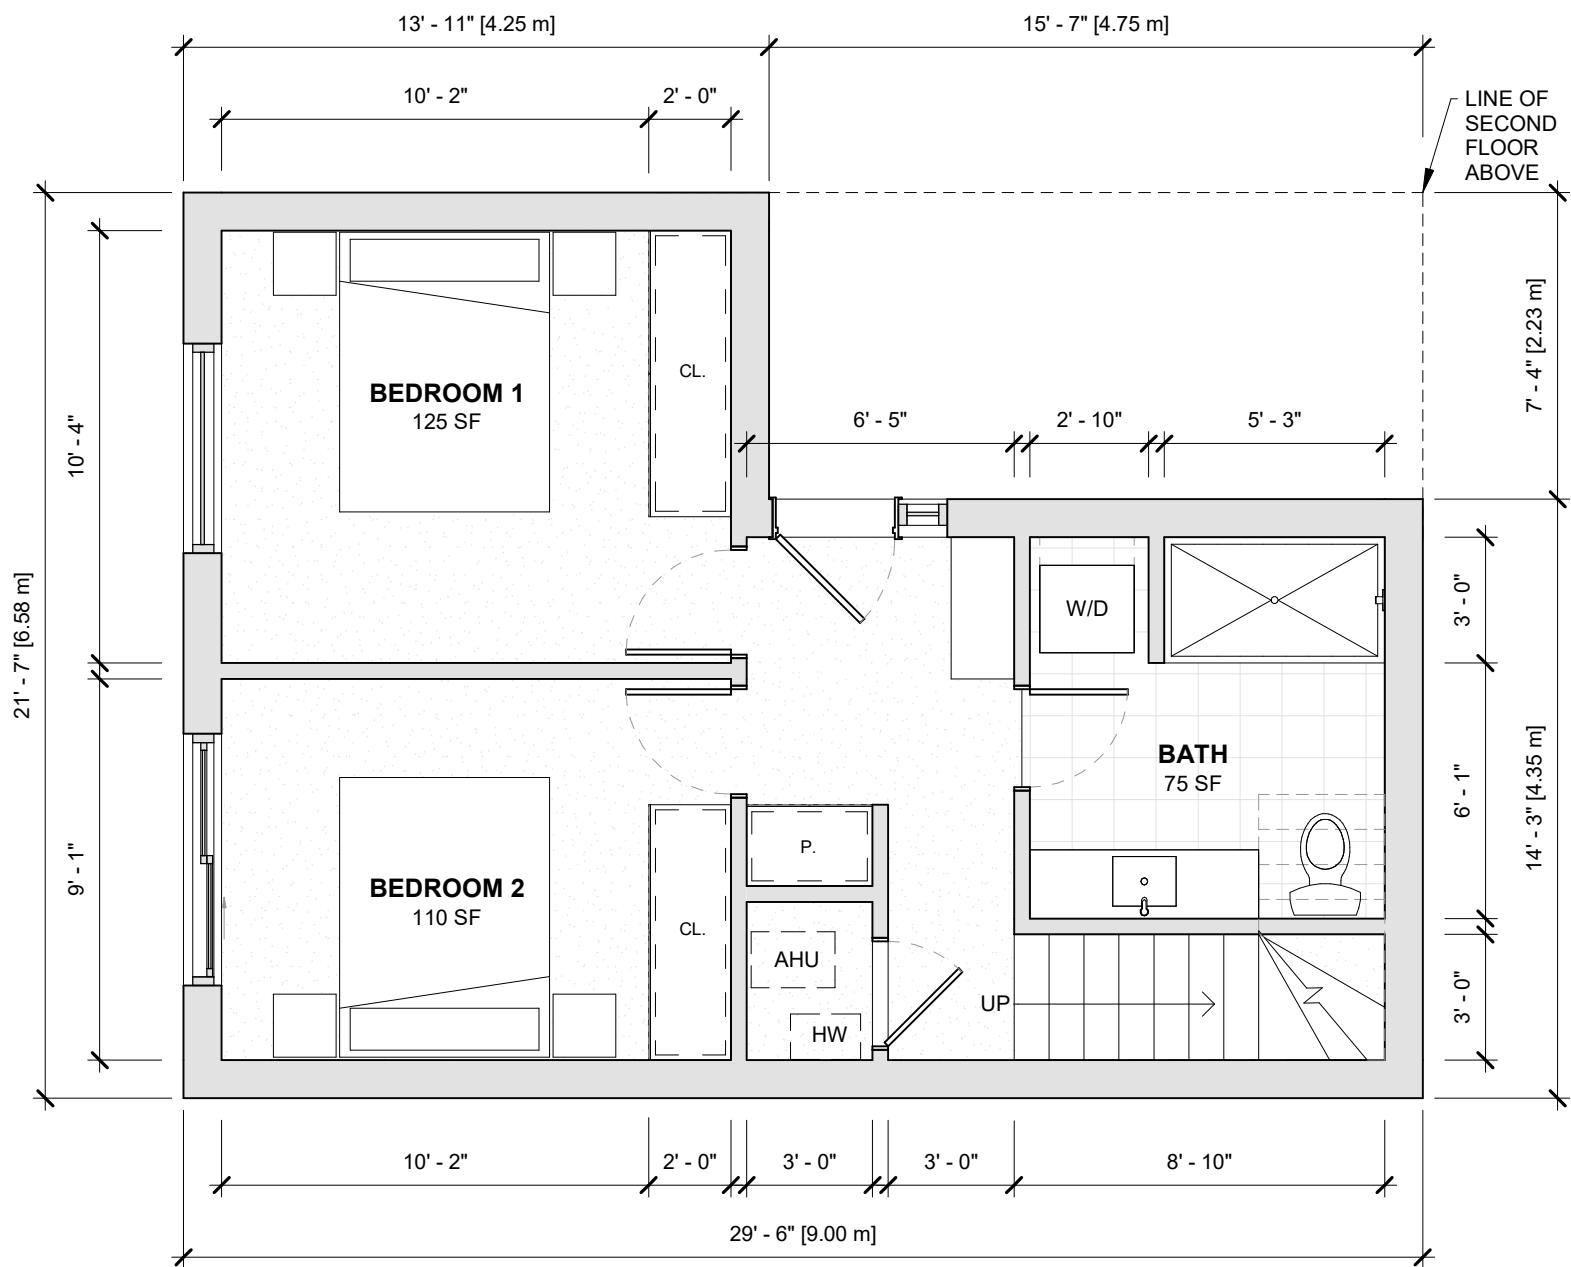 13' - 11" [4.25 m]
15' - 7" [4.75 m]
10' - 2"
2' - 0"
LINE OF
SECOND
FLOOR
ABOVE
21' - 7" [6.58 m]
10' - 4"
9' - 1"
7' - 4" [2.23 m]
14' - 3" [4.35 m]
BEDROOM 1
125 SF
CL.
6' - 5"
2' - 10"
5' - 3"
W/D
3' - 0"
BATH
75 SF
6' - 1"
P.
BEDROOM 2
110 SF
CL.
AHU
HW
UP
3' - 0"
10' - 2"
2' - 0"
3' - 0"
3' - 0"
8' - 10"
29' - 6" [9.00 m]